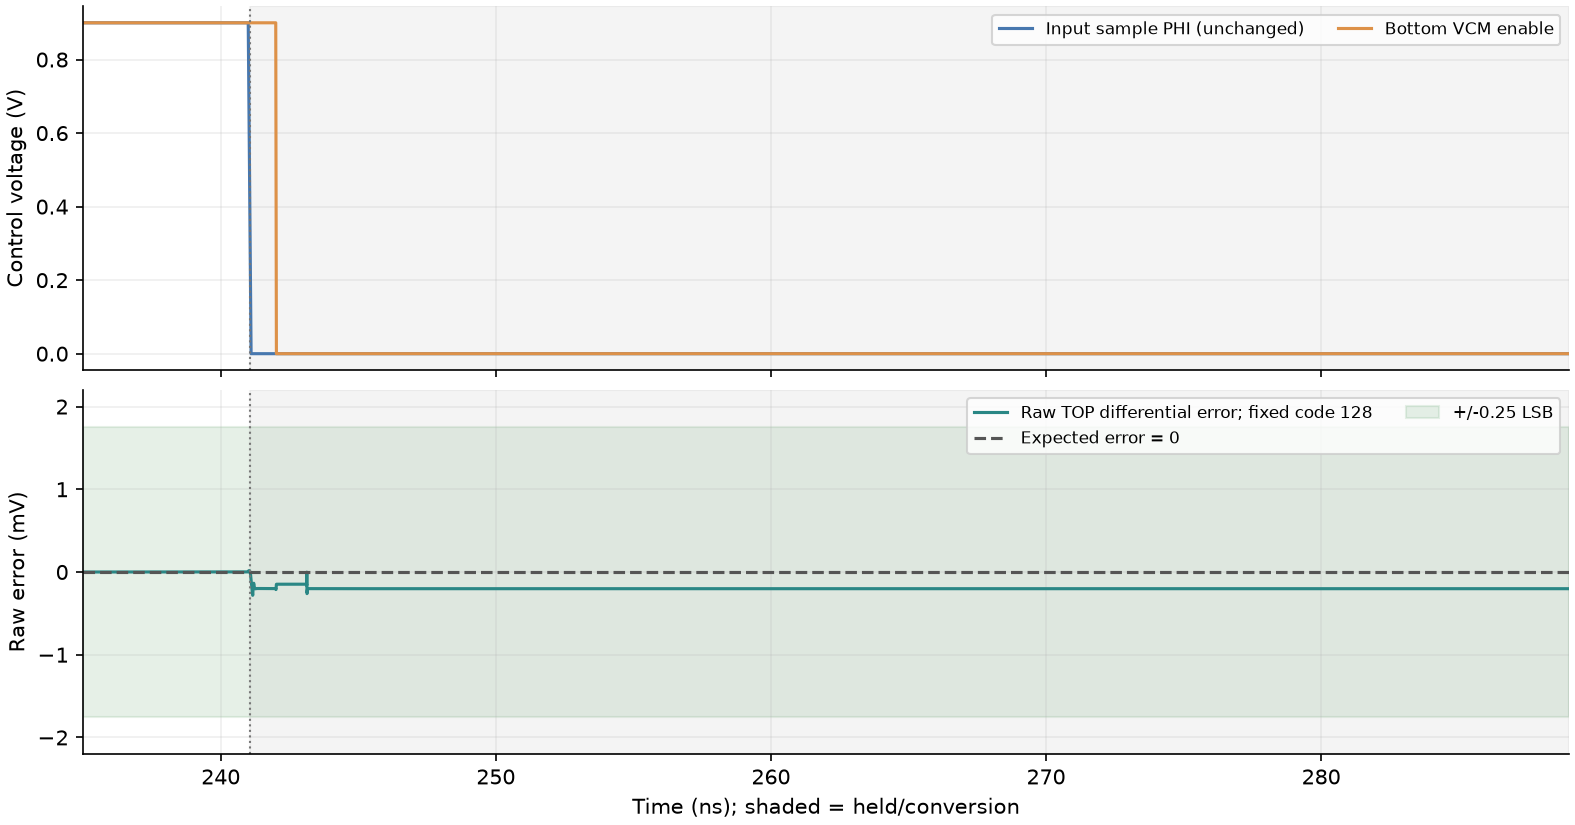 Input sample PHI (unchanged)
Bottom VCM enable
Control voltage (V)
0.8
0.6
0.4
0.2
0.0
Raw TOP differential error; fixed code 128
+/-0.25 LSB
Expected error = 0
Raw error (mV)
2
1
0
−1
−2
240
250
260
270
280
Time (ns); shaded = held/conversion